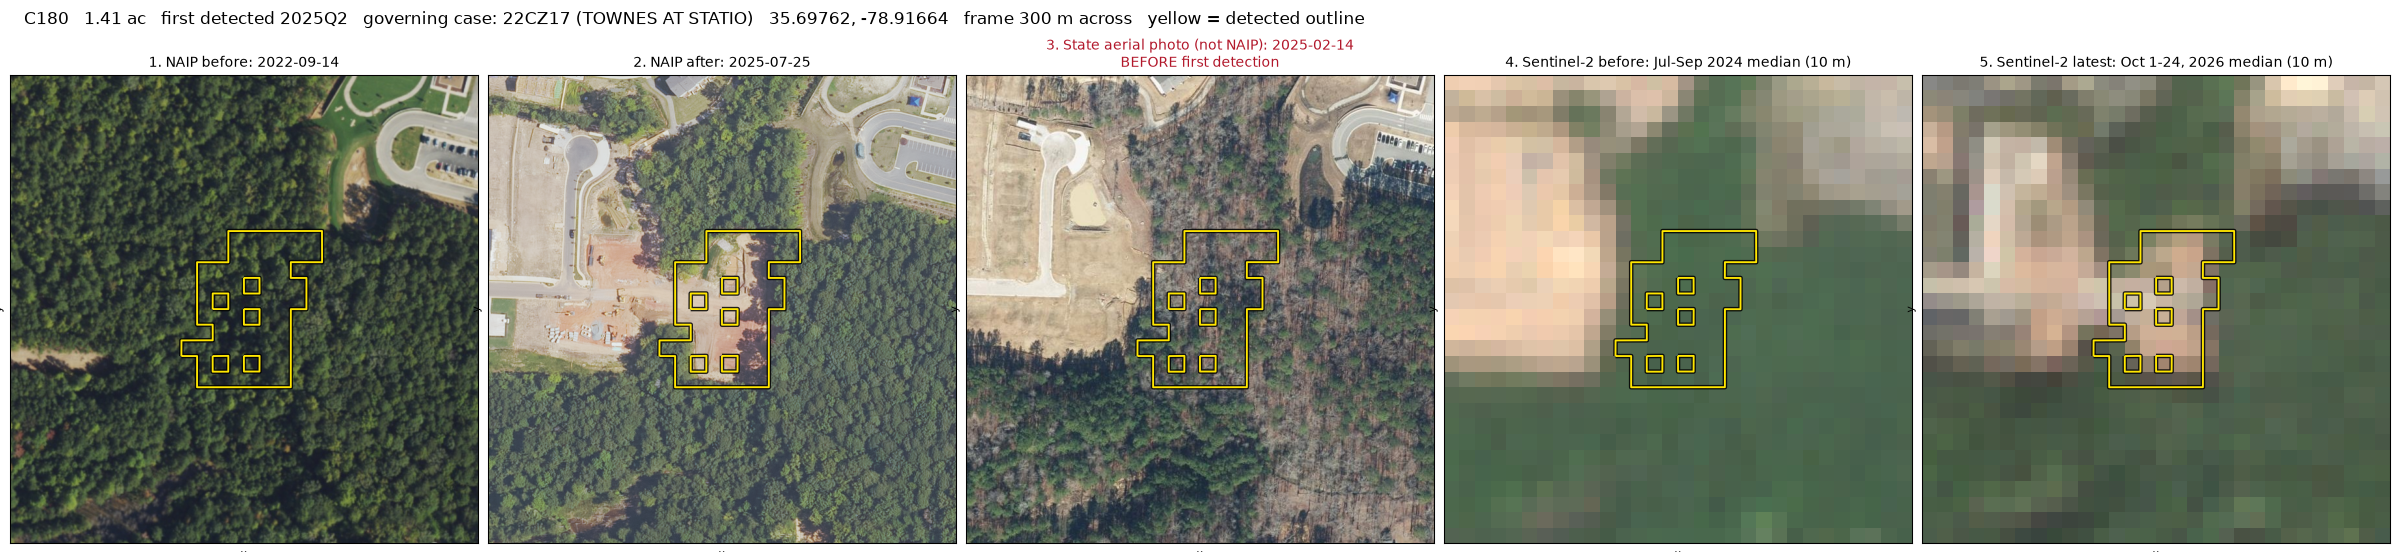 C180   1.41 ac   first detected 2025Q2   governing case: 22CZ17 (TOWNES AT STATIO)   35.69762, -78.91664   frame 300 m across   yellow = detected outline
1. NAIP before: 2022-09-14
2. NAIP after: 2025-07-25
3. State aerial photo (not NAIP): 2025-02-14
BEFORE first detection
4. Sentinel-2 before: Jul-Sep 2024 median (10 m)
5. Sentinel-2 latest: Oct 1-24, 2026 median (10 m)